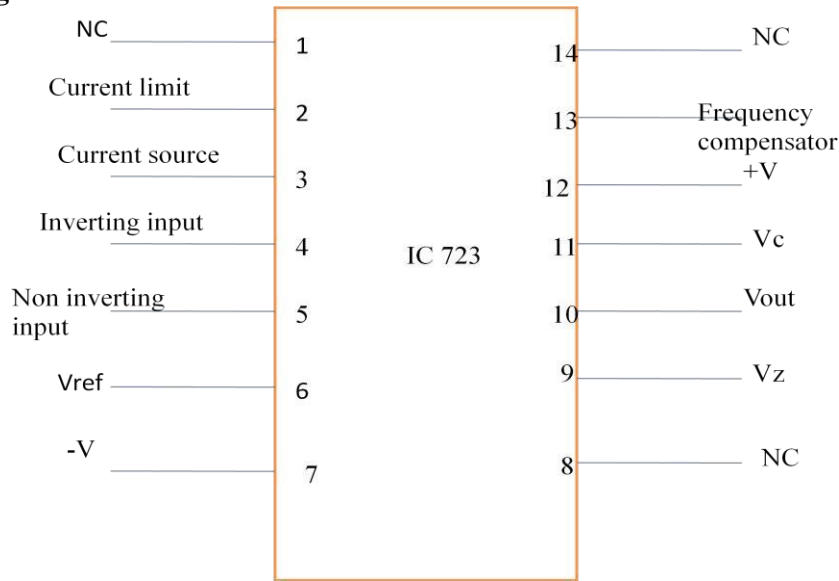 NC
1
Current limit
2
Current source
3
Inverting input
4
Non inverting
input
5
Vref
6
-V
7
IC 723
14
NC
13
Frequency
compensator
12
+V
11
Vc
10
Vout
9
Vz
8
NC